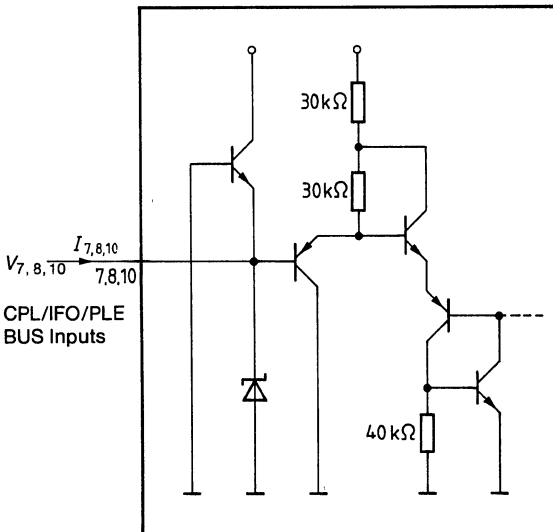 30kΩ
30kΩ
I7,8,10
V7,8,10
7,8,10
CPL/IFO/PLE
BUS Inputs
40kΩ